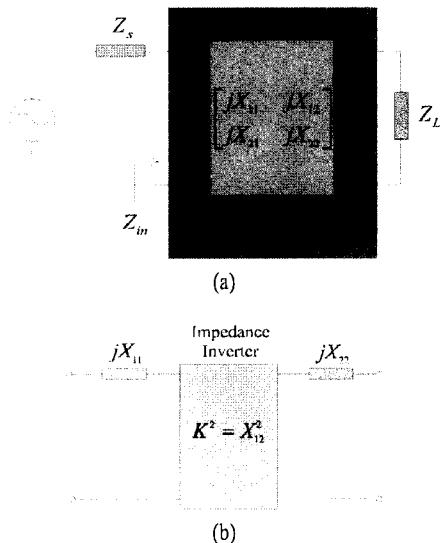 Z_s
[ jX_11 jX_12 ]
[ jX_21 jX_22 ]
Z_L
Z_in
(a)
Impedance
Inverter
jX_11 jX_22
K^2 = X_12^2
(b)